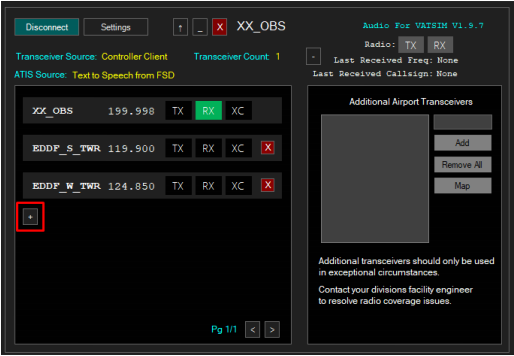 Disconnect Settings ↑ _ X XX_OBS
Audio For VATSIM V1.9.7
Radio: TX RX
Transceiver Source: Controller Client Transceiver Count: 1
-
Last Received Freq: None
ATIS Source: Text to Speech from FSD
Last Received Callsign: None
XX_OBS 199.998 TX RX XC
EDDF_S_TWR 119.900 TX RX XC X
EDDF_W_TWR 124.850 TX RX XC X
+
Pg 1/1 < >
Additional Airport Transceivers
Add
Remove All
Map
Additional transceivers should only be used
in exceptional circumstances.
Contact your divisions facility engineer
to resolve radio coverage issues.